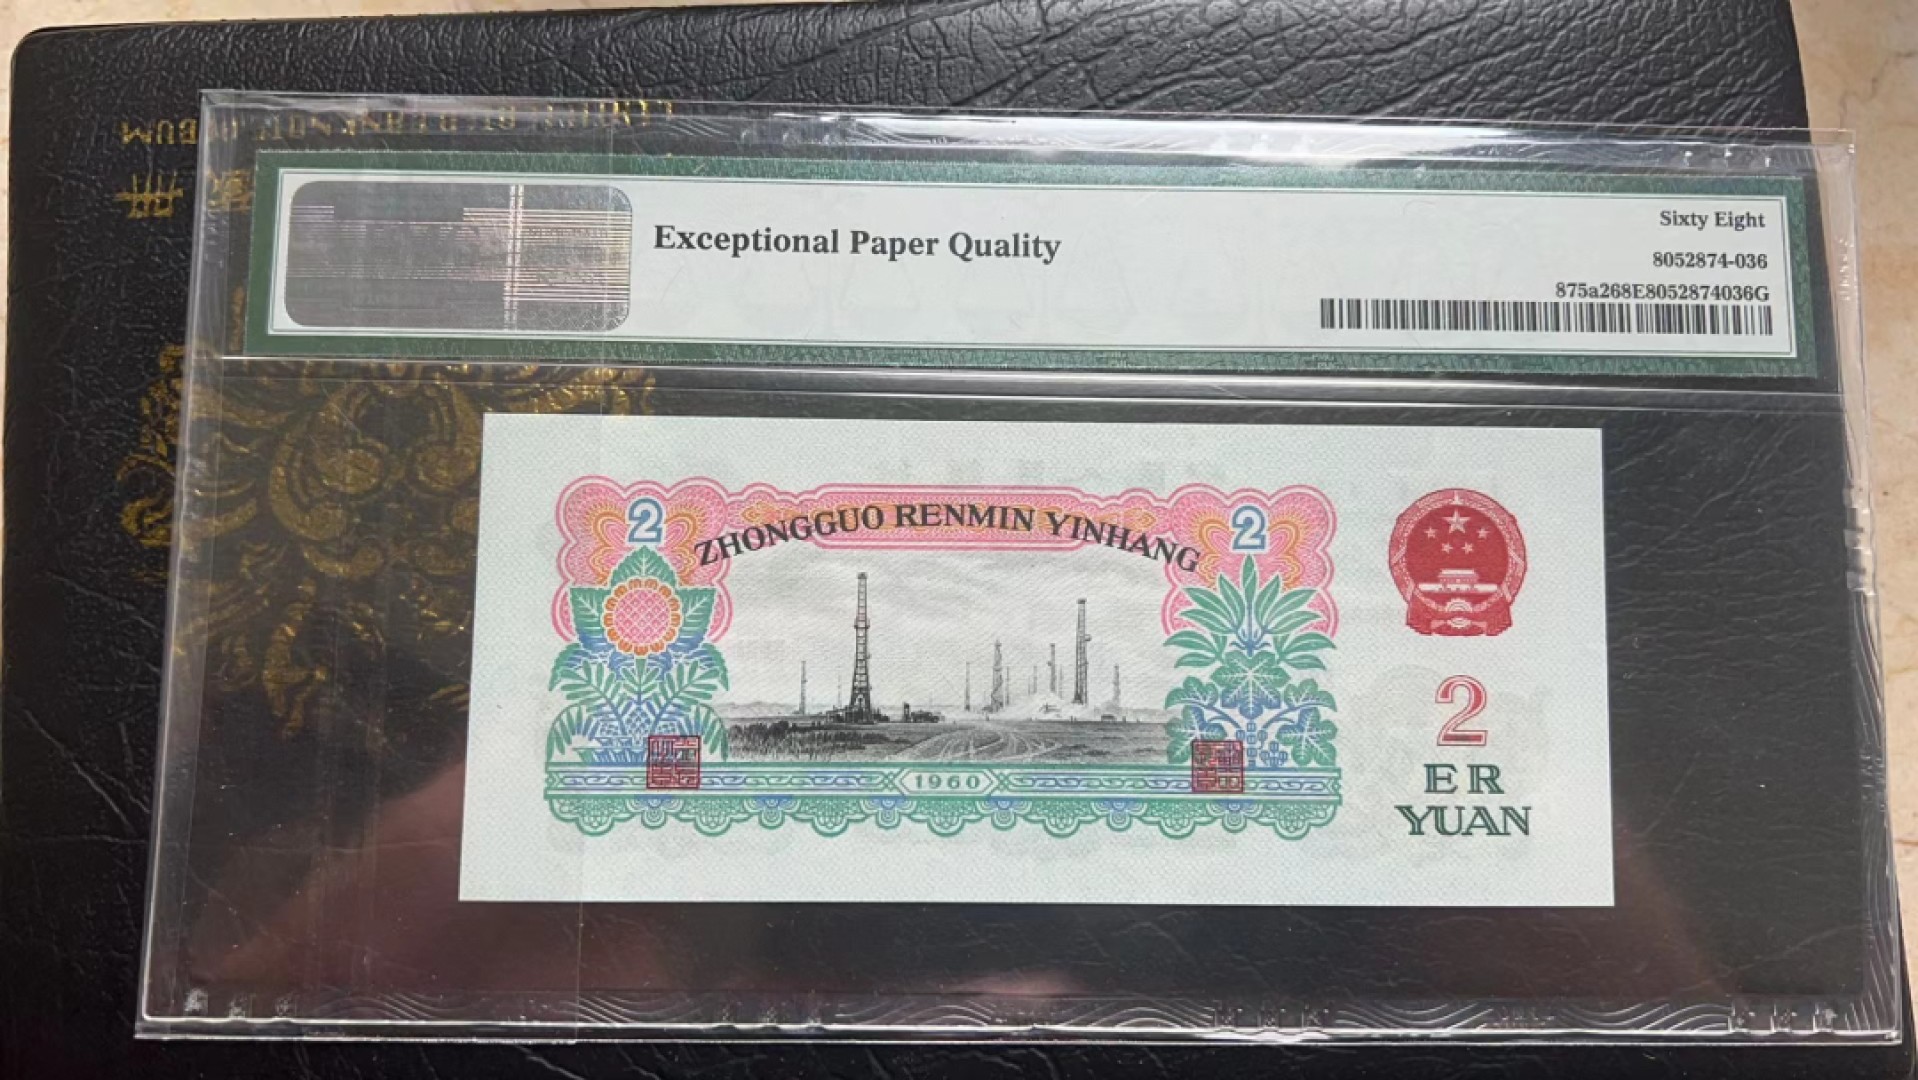 Exceptional Paper Quality
Sixty Eight
8052874-036
875a268E8052874036G
2
2
ZHONGGUO RENMIN YINHANG
1960
2
ER
YUAN